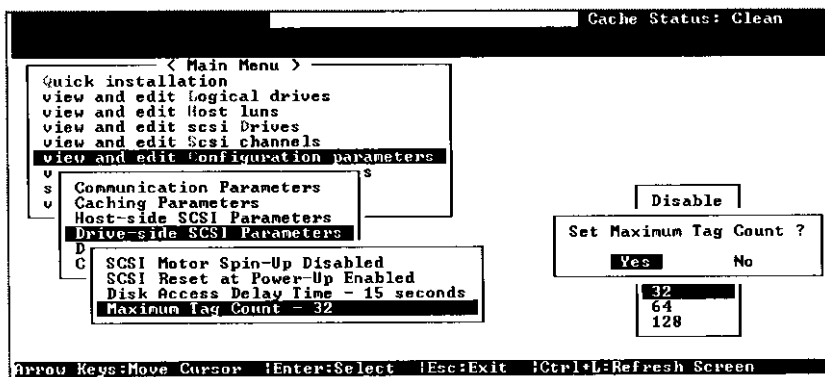 Cache Status: Clean
< Main Menu >
Quick installation
view and edit Logical drives
view and edit Host luns
view and edit scsi Drives
view and edit Scsi channels
view and edit Configuration parameters
v
s
s
v
Communication Parameters
Caching Parameters
Host-side SCSI Parameters
Drive-side SCSI Parameters
D
C
SCSI Motor Spin-Up Disabled
SCSI Reset at Power-Up Enabled
Disk Access Delay Time - 15 seconds
Maximum Tag Count - 32
Disable
Set Maximum Tag Count ?
Yes No
32
64
128
Arrow Keys:Move Cursor |Enter:Select |Esc:Exit |Ctrl+L:Refresh Screen